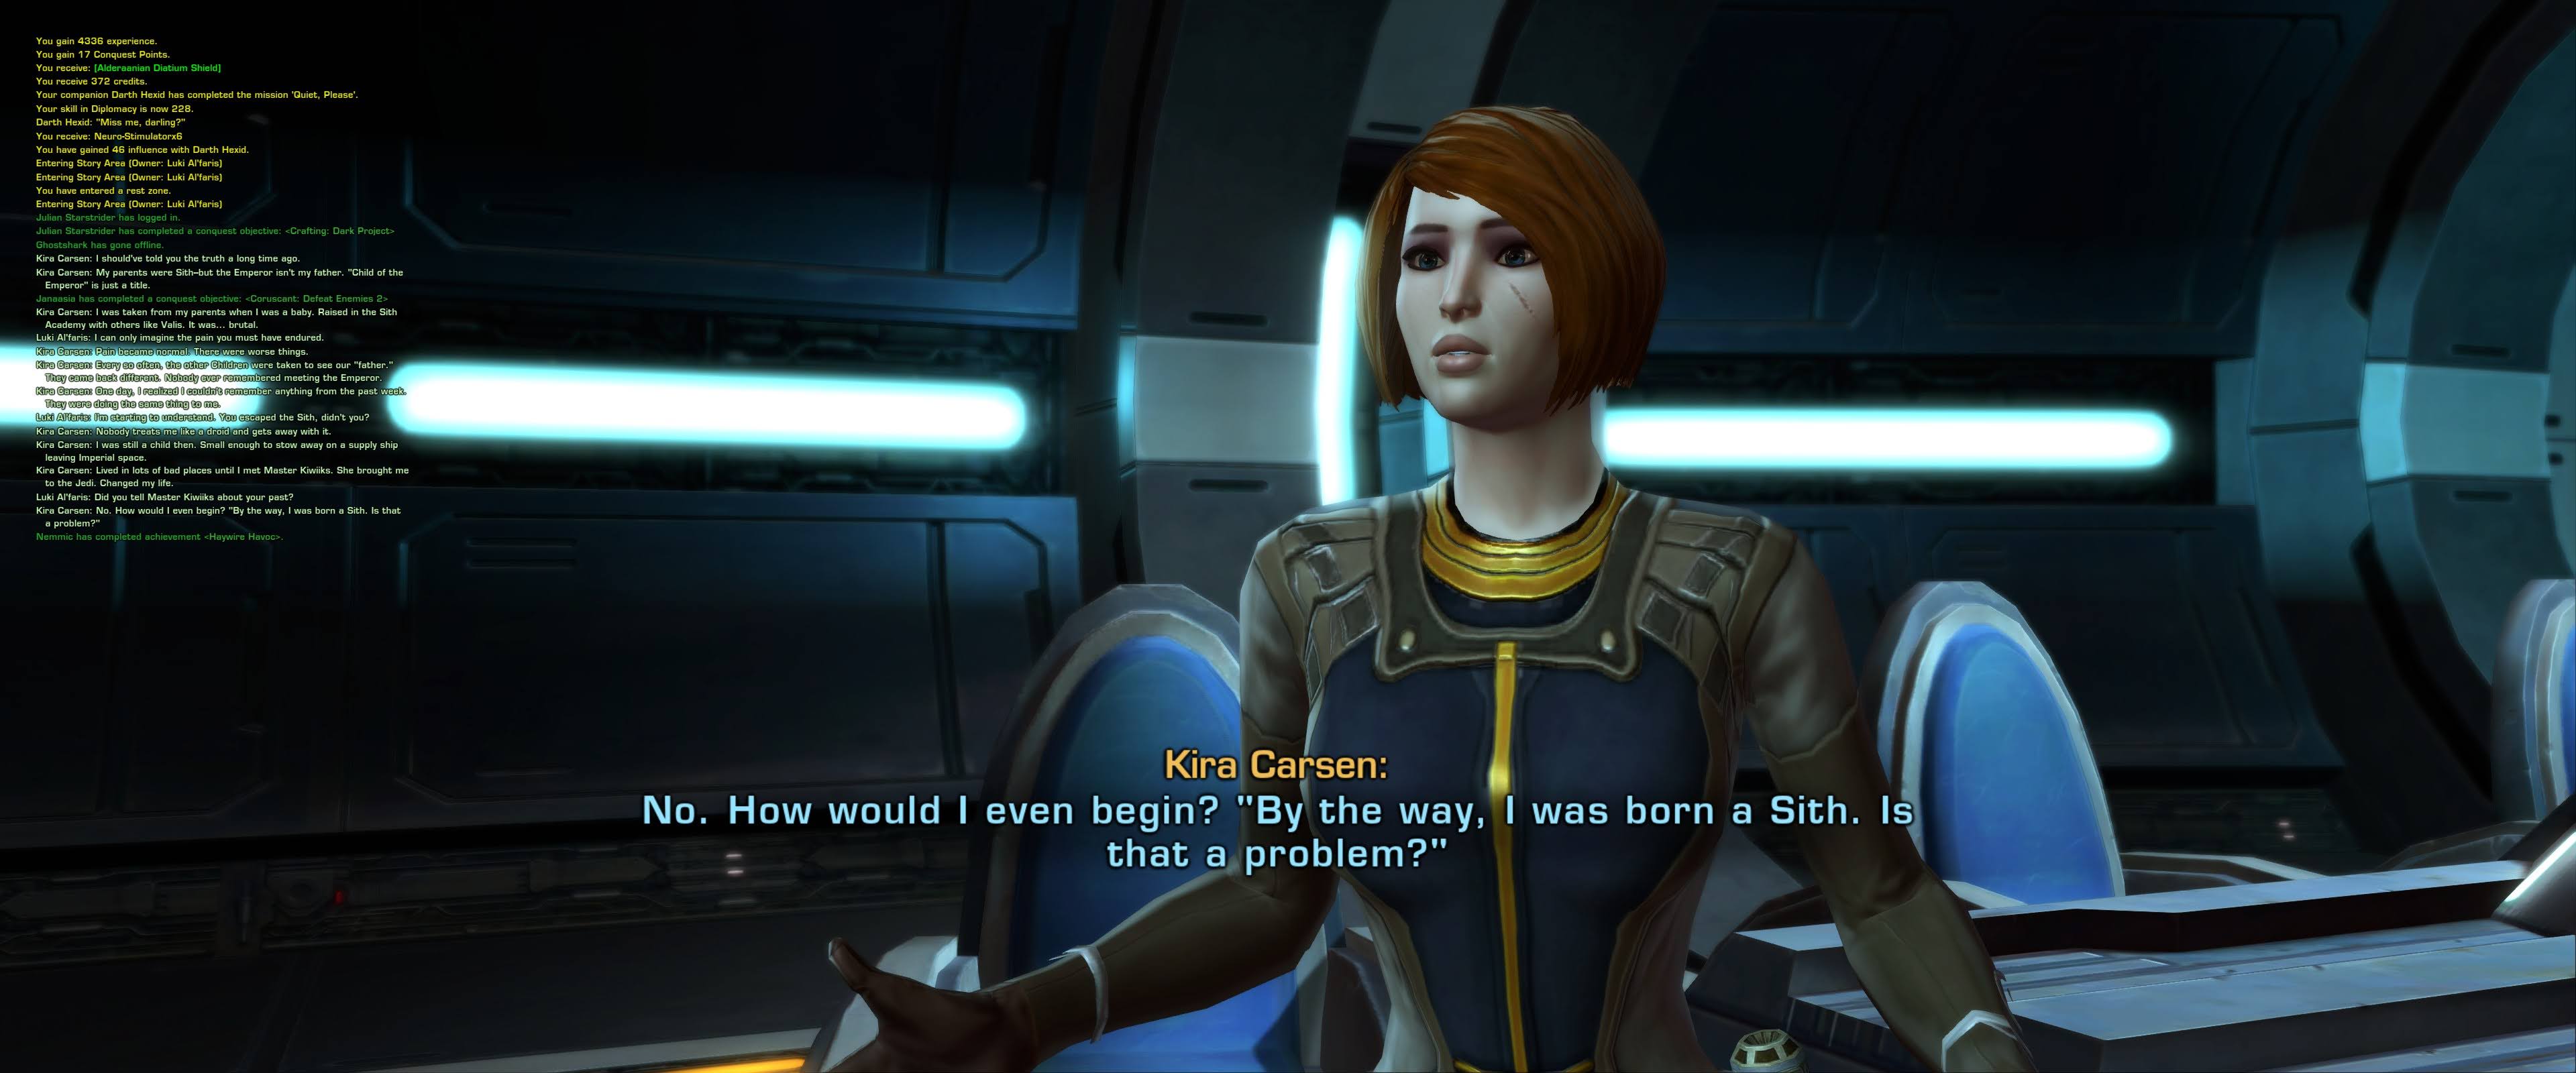 You gain 4336 experience.
You gain 17 Conquest Points.
You receive: [Alderaanian Diatium Shield]
You receive 372 credits.
Your companion Darth Hexid has completed the mission 'Quiet, Please'.
Your skill in Diplomacy is now 228.
Darth Hexid: "Miss me, darling?"
You receive: Neuro-Stimulatorx6
You have gained 46 influence with Darth Hexid.
Entering Story Area (Owner: Luki Al'faris)
Entering Story Area (Owner: Luki Al'faris)
You have entered a rest zone.
Entering Story Area (Owner: Luki Al'faris)
Julian Starstrider has logged in.
Julian Starstrider has completed a conquest objective: <Crafting: Dark Project>
Ghostshark has gone offline.
Kira Carsen: I should've told you the truth a long time ago.
Kira Carsen: My parents were Sith—but the Emperor isn't my father. "Child of the
Emperor" is just a title.
Janaasia has completed a conquest objective: <Coruscant: Defeat Enemies 2>
Kira Carsen: I was taken from my parents when I was a baby. Raised in the Sith
Academy with others like Valis. It was... brutal.
Luki Al'faris: I can only imagine the pain you must have endured.
Kira Carsen: Pain became normal. There were worse things.
Kira Carsen: Every so often, the other Children were taken to see our "father."
They came back different. Nobody ever remembered meeting the Emperor.
Kira Carsen: One day, I realized I couldn't remember anything from the past week.
They were doing the same thing to me.
Luki Al'faris: I'm starting to understand. You escaped the Sith, didn't you?
Kira Carsen: Nobody treats me like a droid and gets away with it.
Kira Carsen: I was still a child then. Small enough to stow away on a supply ship
leaving Imperial space.
Kira Carsen: Lived in lots of bad places until I met Master Kiwiiks. She brought me
to the Jedi. Changed my life.
Luki Al'faris: Did you tell Master Kiwiiks about your past?
Kira Carsen: No. How would I even begin? "By the way, I was born a Sith. Is that
a problem?"
Nemmic has completed achievement <Haywire Havoc>.
Kira Carsen:
No. How would I even begin? "By the way, I was born a Sith. Is
that a problem?"